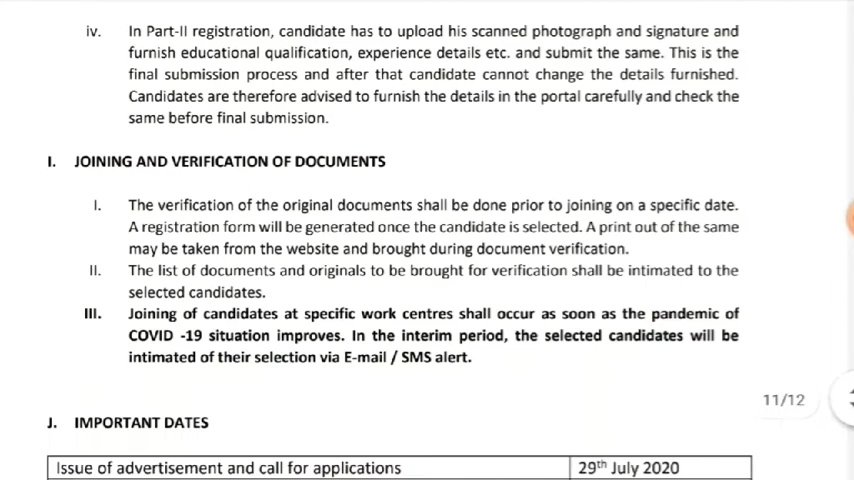 iv. In Part-II registration, candidate has to upload his scanned photograph and signature and
furnish educational qualification, experience details etc. and submit the same. This is the
final submission process and after that candidate cannot change the details furnished.
Candidates are therefore advised to furnish the details in the portal carefully and check the
same before final submission.
I. JOINING AND VERIFICATION OF DOCUMENTS
I. The verification of the original documents shall be done prior to joining on a specific date.
A registration form will be generated once the candidate is selected. A print out of the same
may be taken from the website and brought during document verification.
II. The list of documents and originals to be brought for verification shall be intimated to the
selected candidates.
III. Joining of candidates at specific work centres shall occur as soon as the pandemic of
COVID -19 situation improves. In the interim period, the selected candidates will be
intimated of their selection via E-mail / SMS alert.
11/12
J. IMPORTANT DATES
Issue of advertisement and call for applications 29th July 2020